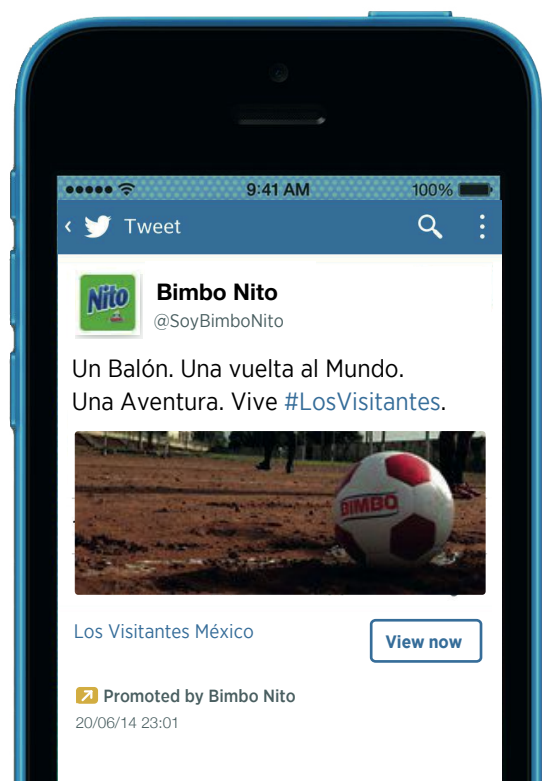 9:41 AM 100%
Tweet
Nito
Bimbo Nito
@SoyBimboNito
Un Balón. Una vuelta al Mundo.
Una Aventura. Vive #LosVisitantes.
BIMBO
Los Visitantes México
View now
Promoted by Bimbo Nito
20/06/14 23:01